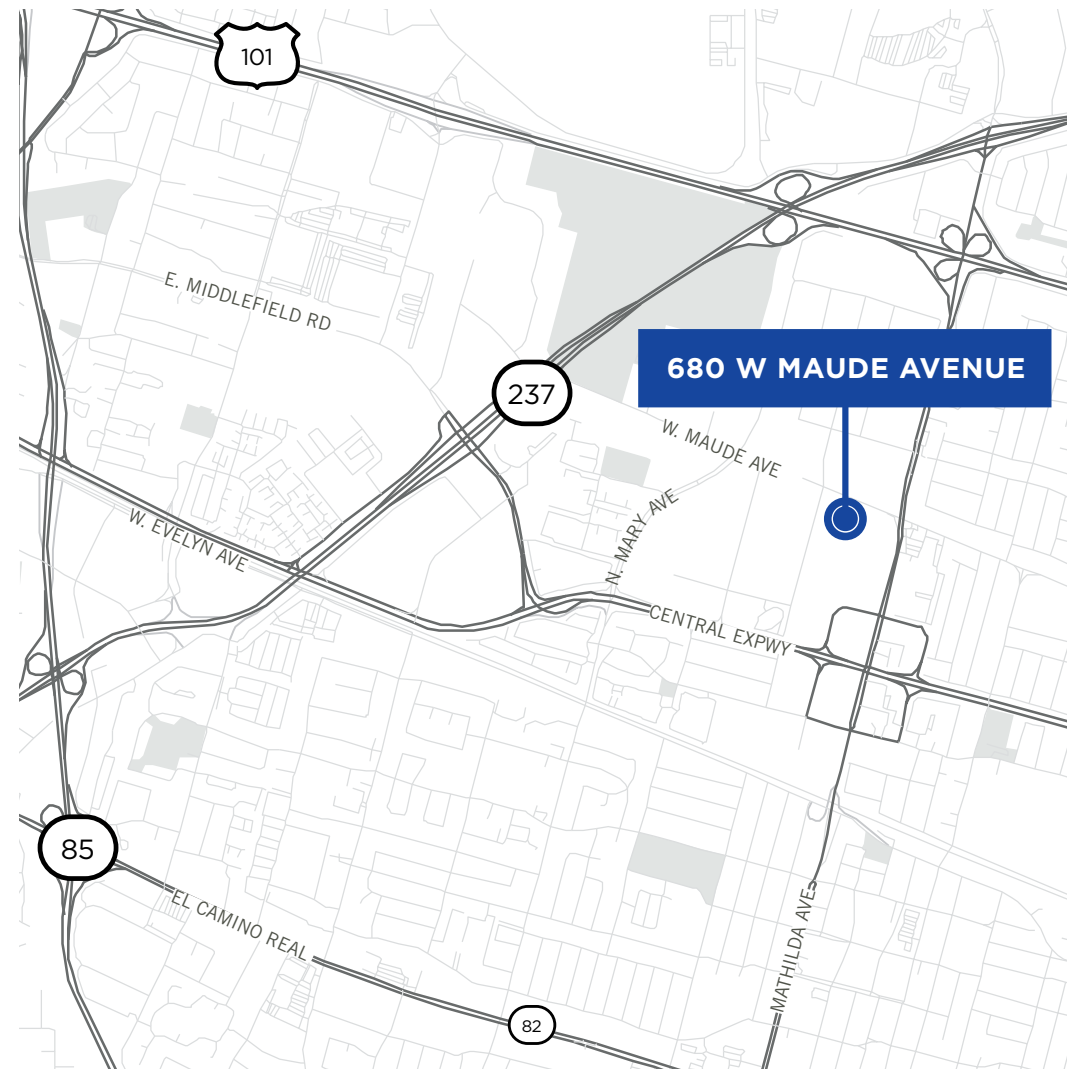 101
E. MIDDLEFIELD RD
680 W MAUDE AVENUE
237
W. MAUDE AVE
N. MARY AVE
W. EVELYN AVE
CENTRAL EXPWY
85
EL CAMINO REAL
MATHILDA AVE
82